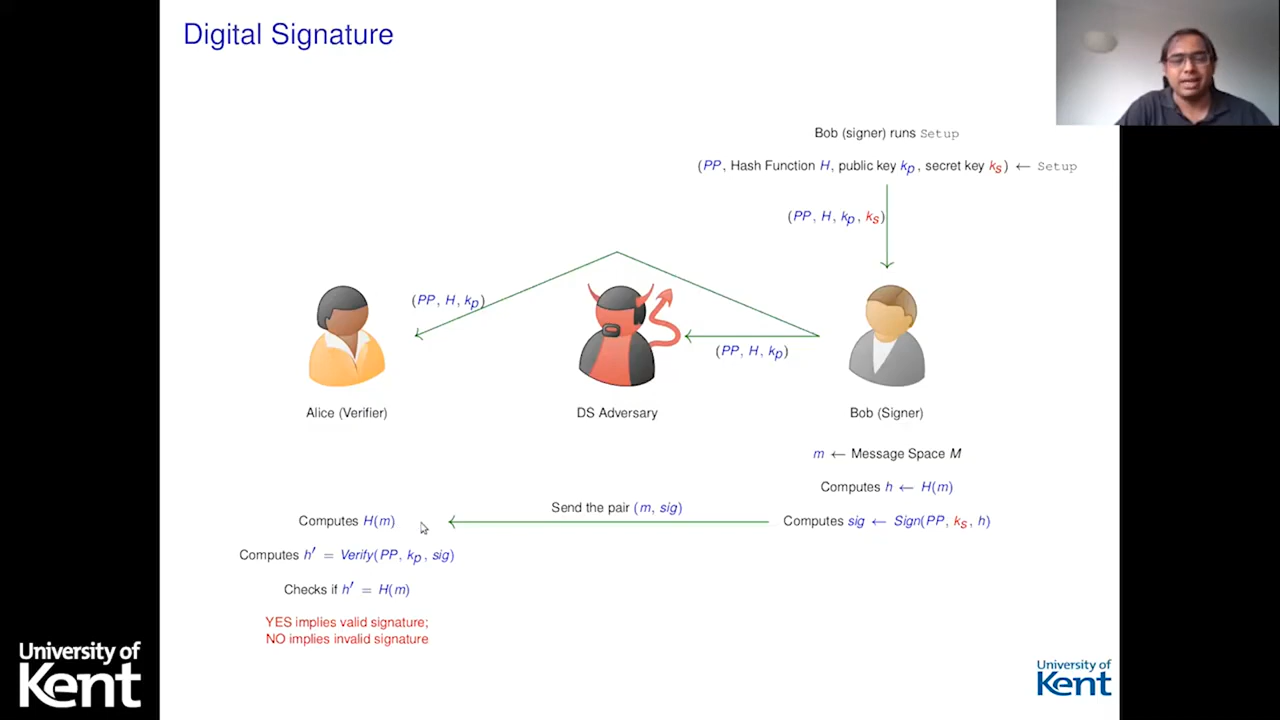 Digital Signature
Bob (signer) runs Setup
(PP, Hash Function H, public key kp, secret key ks) ← Setup
(PP, H, kp, ks)
(PP, H, kp)
(PP, H, kp)
Alice (Verifier)
DS Adversary
Bob (Signer)
m ← Message Space M
Computes h ← H(m)
Send the pair (m, sig)
Computes H(m)
Computes sig ← Sign(PP, ks, h)
Computes h′ = Verify(PP, kp, sig)
Checks if h′ = H(m)
YES implies valid signature;
NO implies invalid signature
University of
Kent
University of
Kent